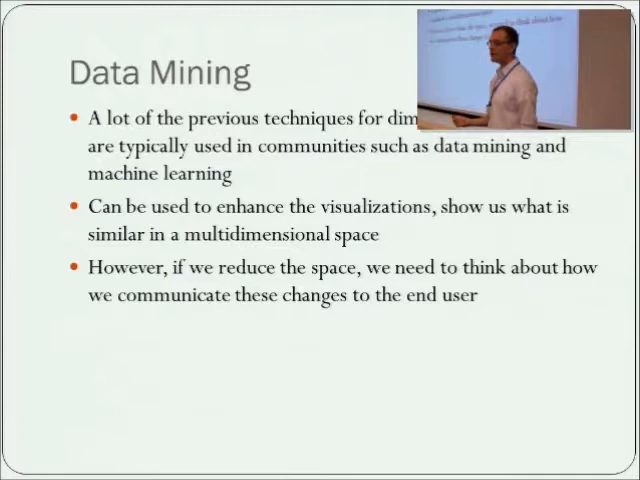 Data Mining
• A lot of the previous techniques for
are typically used in communities such as data mining and
machine learning
• Can be used to enhance the visualizations, show us what is
similar in a multidimensional space
• However, if we reduce the space, we need to think about how
we communicate these changes to the end user